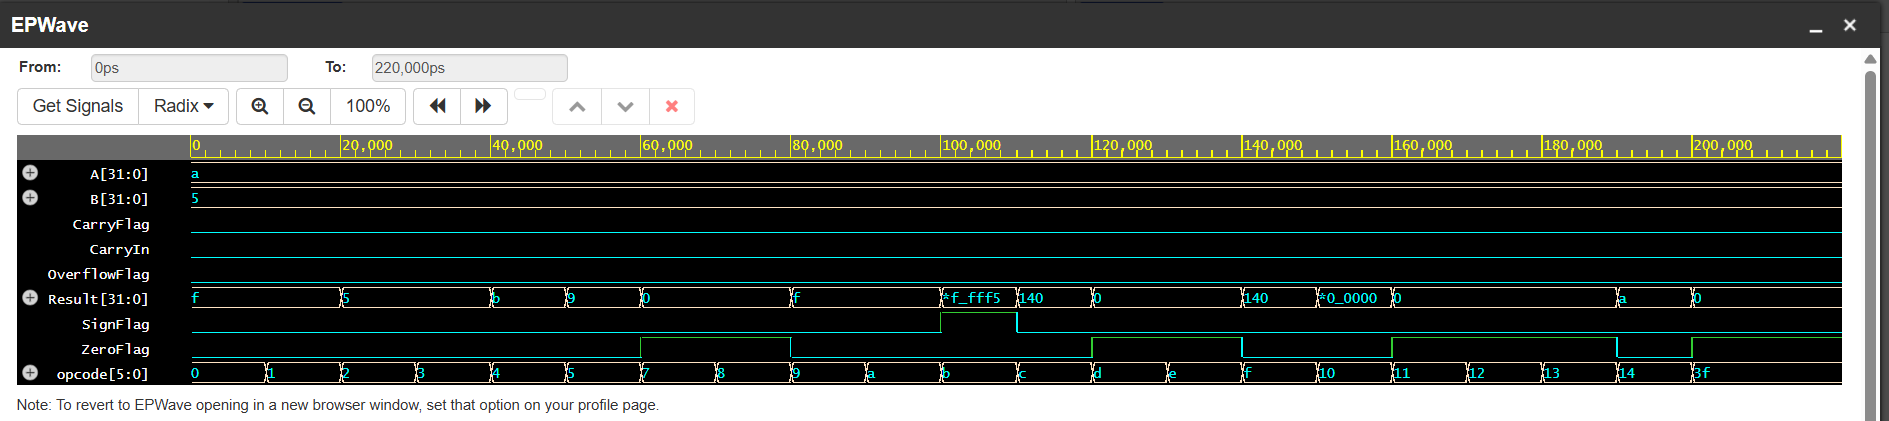 EPWave
From: 0ps To: 220,000ps
Get Signals Radix 100%
0 20,000 40,000 60,000 80,000 100,000 120,000 140,000 160,000 180,000 200,000
A[31:0] a
B[31:0] 5
CarryFlag
CarryIn
OverflowFlag
Result[31:0] f 5 b 9 0 f *f_fff5 140 0 140 *0_0000 0 a 0
SignFlag
ZeroFlag
opcode[5:0] 0 1 2 3 4 5 7 8 9 a b c d e f 10 11 12 13 14 3f
Note: To revert to EPWave opening in a new browser window, set that option on your profile page.